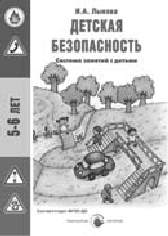 И.А. Лыкова
ДЕТСКАЯ
БЕЗОПАСНОСТЬ
Система занятий с детьми
5-6 ЛЕТ